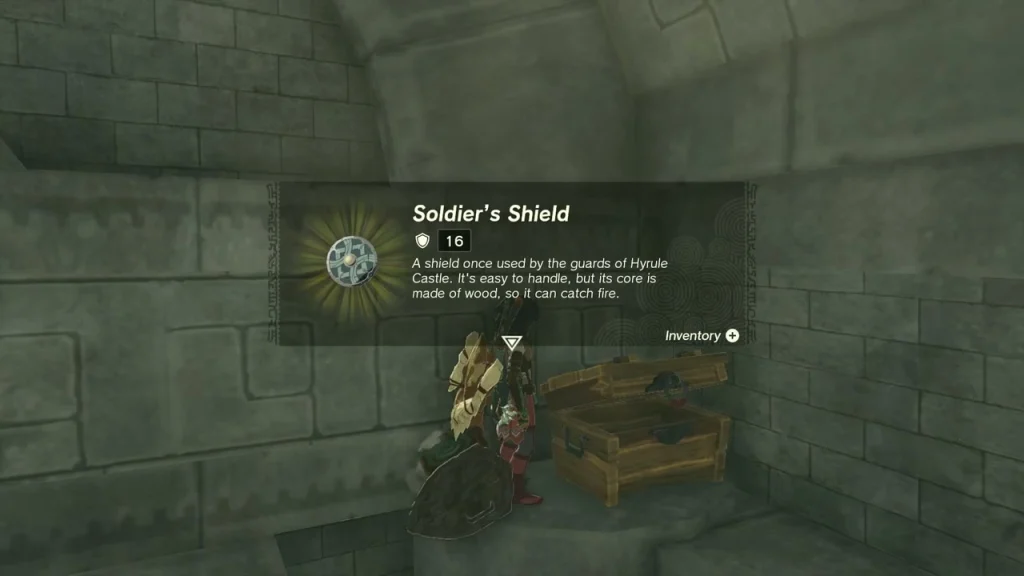 Soldier's Shield
16
A shield once used by the guards of Hyrule
Castle. It's easy to handle, but its core is
made of wood, so it can catch fire.
Inventory